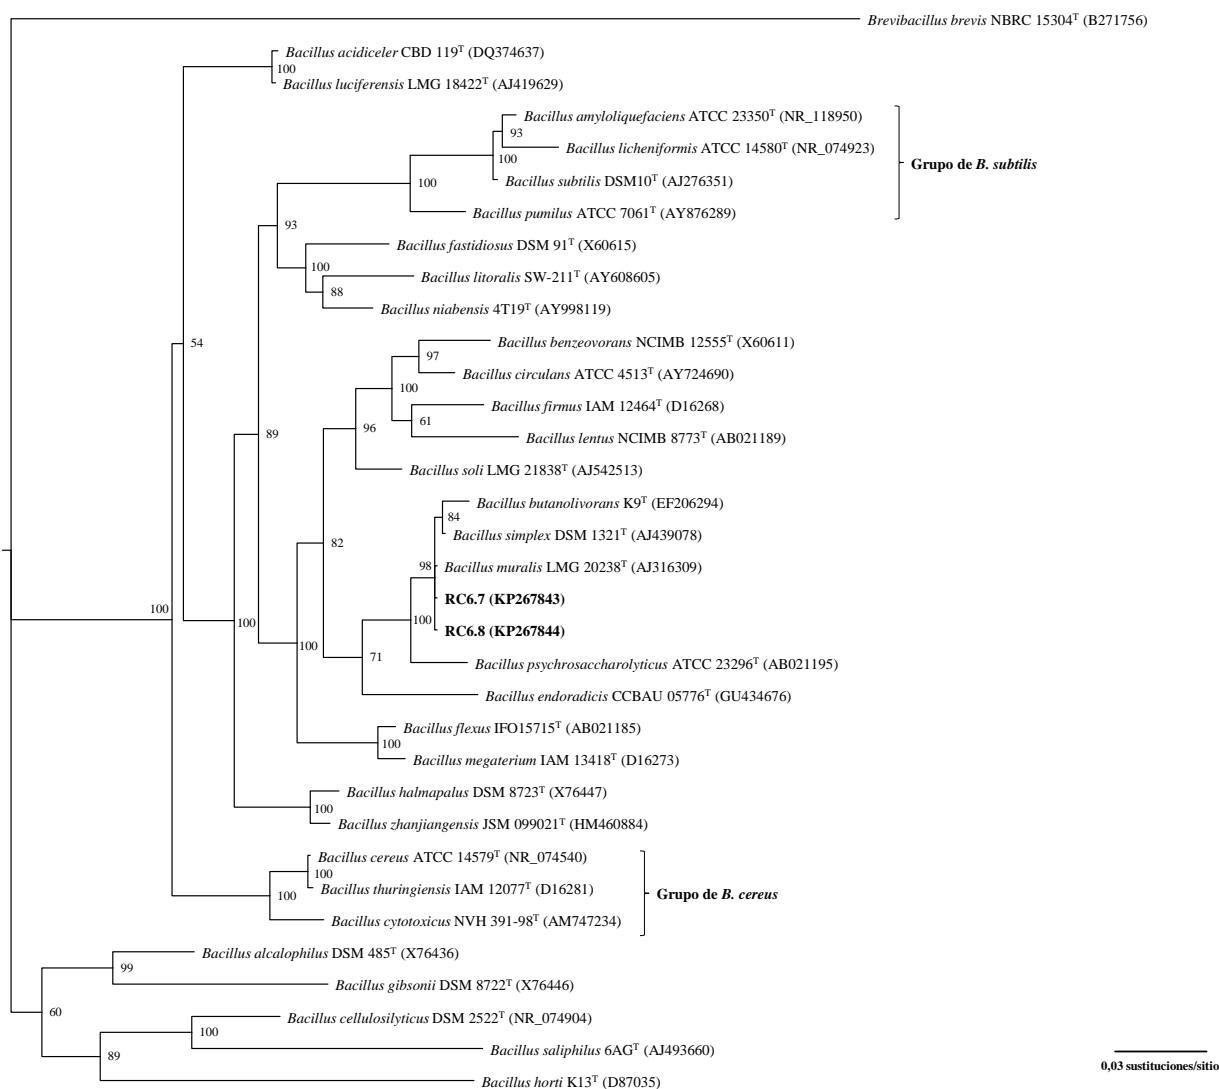 Brevibacillus brevis NBRC 15304ᵀ (B271756)
Bacillus acidiceler CBD 119ᵀ (DQ374637)
100
Bacillus luciferensis LMG 18422ᵀ (AJ419629)
Bacillus amyloliquefaciens ATCC 23350ᵀ (NR_118950)
93
Bacillus licheniformis ATCC 14580ᵀ (NR_074923)
100
Grupo de B. subtilis
Bacillus subtilis DSM10ᵀ (AJ276351)
100
Bacillus pumilus ATCC 7061ᵀ (AY876289)
93
Bacillus fastidiosus DSM 91ᵀ (X60615)
100
Bacillus litoralis SW-211ᵀ (AY608605)
88
Bacillus niabensis 4T19ᵀ (AY998119)
54
Bacillus benzeovorans NCIMB 12555ᵀ (X60611)
97
Bacillus circulans ATCC 4513ᵀ (AY724690)
100
Bacillus firmus IAM 12464ᵀ (D16268)
61
96
89
Bacillus lentus NCIMB 8773ᵀ (AB021189)
Bacillus soli LMG 21838ᵀ (AJ542513)
Bacillus butanolivorans K9ᵀ (EF206294)
84
Bacillus simplex DSM 1321ᵀ (AJ439078)
82
98
Bacillus muralis LMG 20238ᵀ (AJ316309)
RC6.7 (KP267843)
100
100
100
RC6.8 (KP267844)
100
71
Bacillus psychrosaccharolyticus ATCC 23296ᵀ (AB021195)
Bacillus endoradicis CCBAU 05776ᵀ (GU434676)
Bacillus flexus IFO15715ᵀ (AB021185)
100
Bacillus megaterium IAM 13418ᵀ (D16273)
Bacillus halmapalus DSM 8723ᵀ (X76447)
100
Bacillus zhanjiangensis JSM 099021ᵀ (HM460884)
Bacillus cereus ATCC 14579ᵀ (NR_074540)
100
Bacillus thuringiensis IAM 12077ᵀ (D16281)
100
Grupo de B. cereus
Bacillus cytotoxicus NVH 391-98ᵀ (AM747234)
Bacillus alcalophilus DSM 485ᵀ (X76436)
99
Bacillus gibsonii DSM 8722ᵀ (X76446)
60
Bacillus cellulosilyticus DSM 2522ᵀ (NR_074904)
100
Bacillus saliphilus 6AGᵀ (AJ493660)
89
0,03 sustituciones/sitio
Bacillus horti K13ᵀ (D87035)